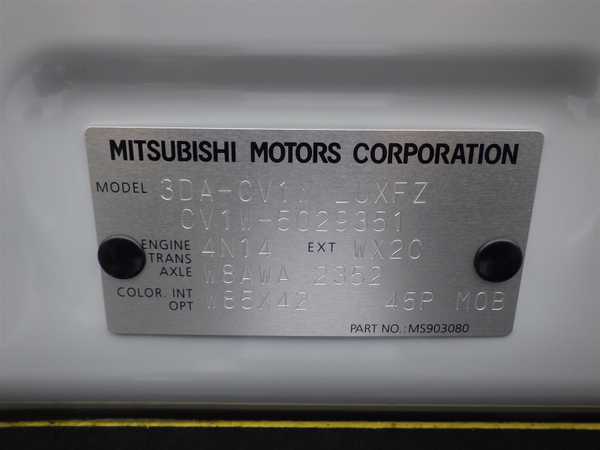 MITSUBISHI MOTORS CORPORATION
MODEL 3DA-CV1W LUXFZ
CV1W-5029351
ENGINE 4N14 EXT WX20
TRANS AXLE W8AWA 2352
COLOR. INT OPT W85X42 45P M0B
PART NO.: MS903080